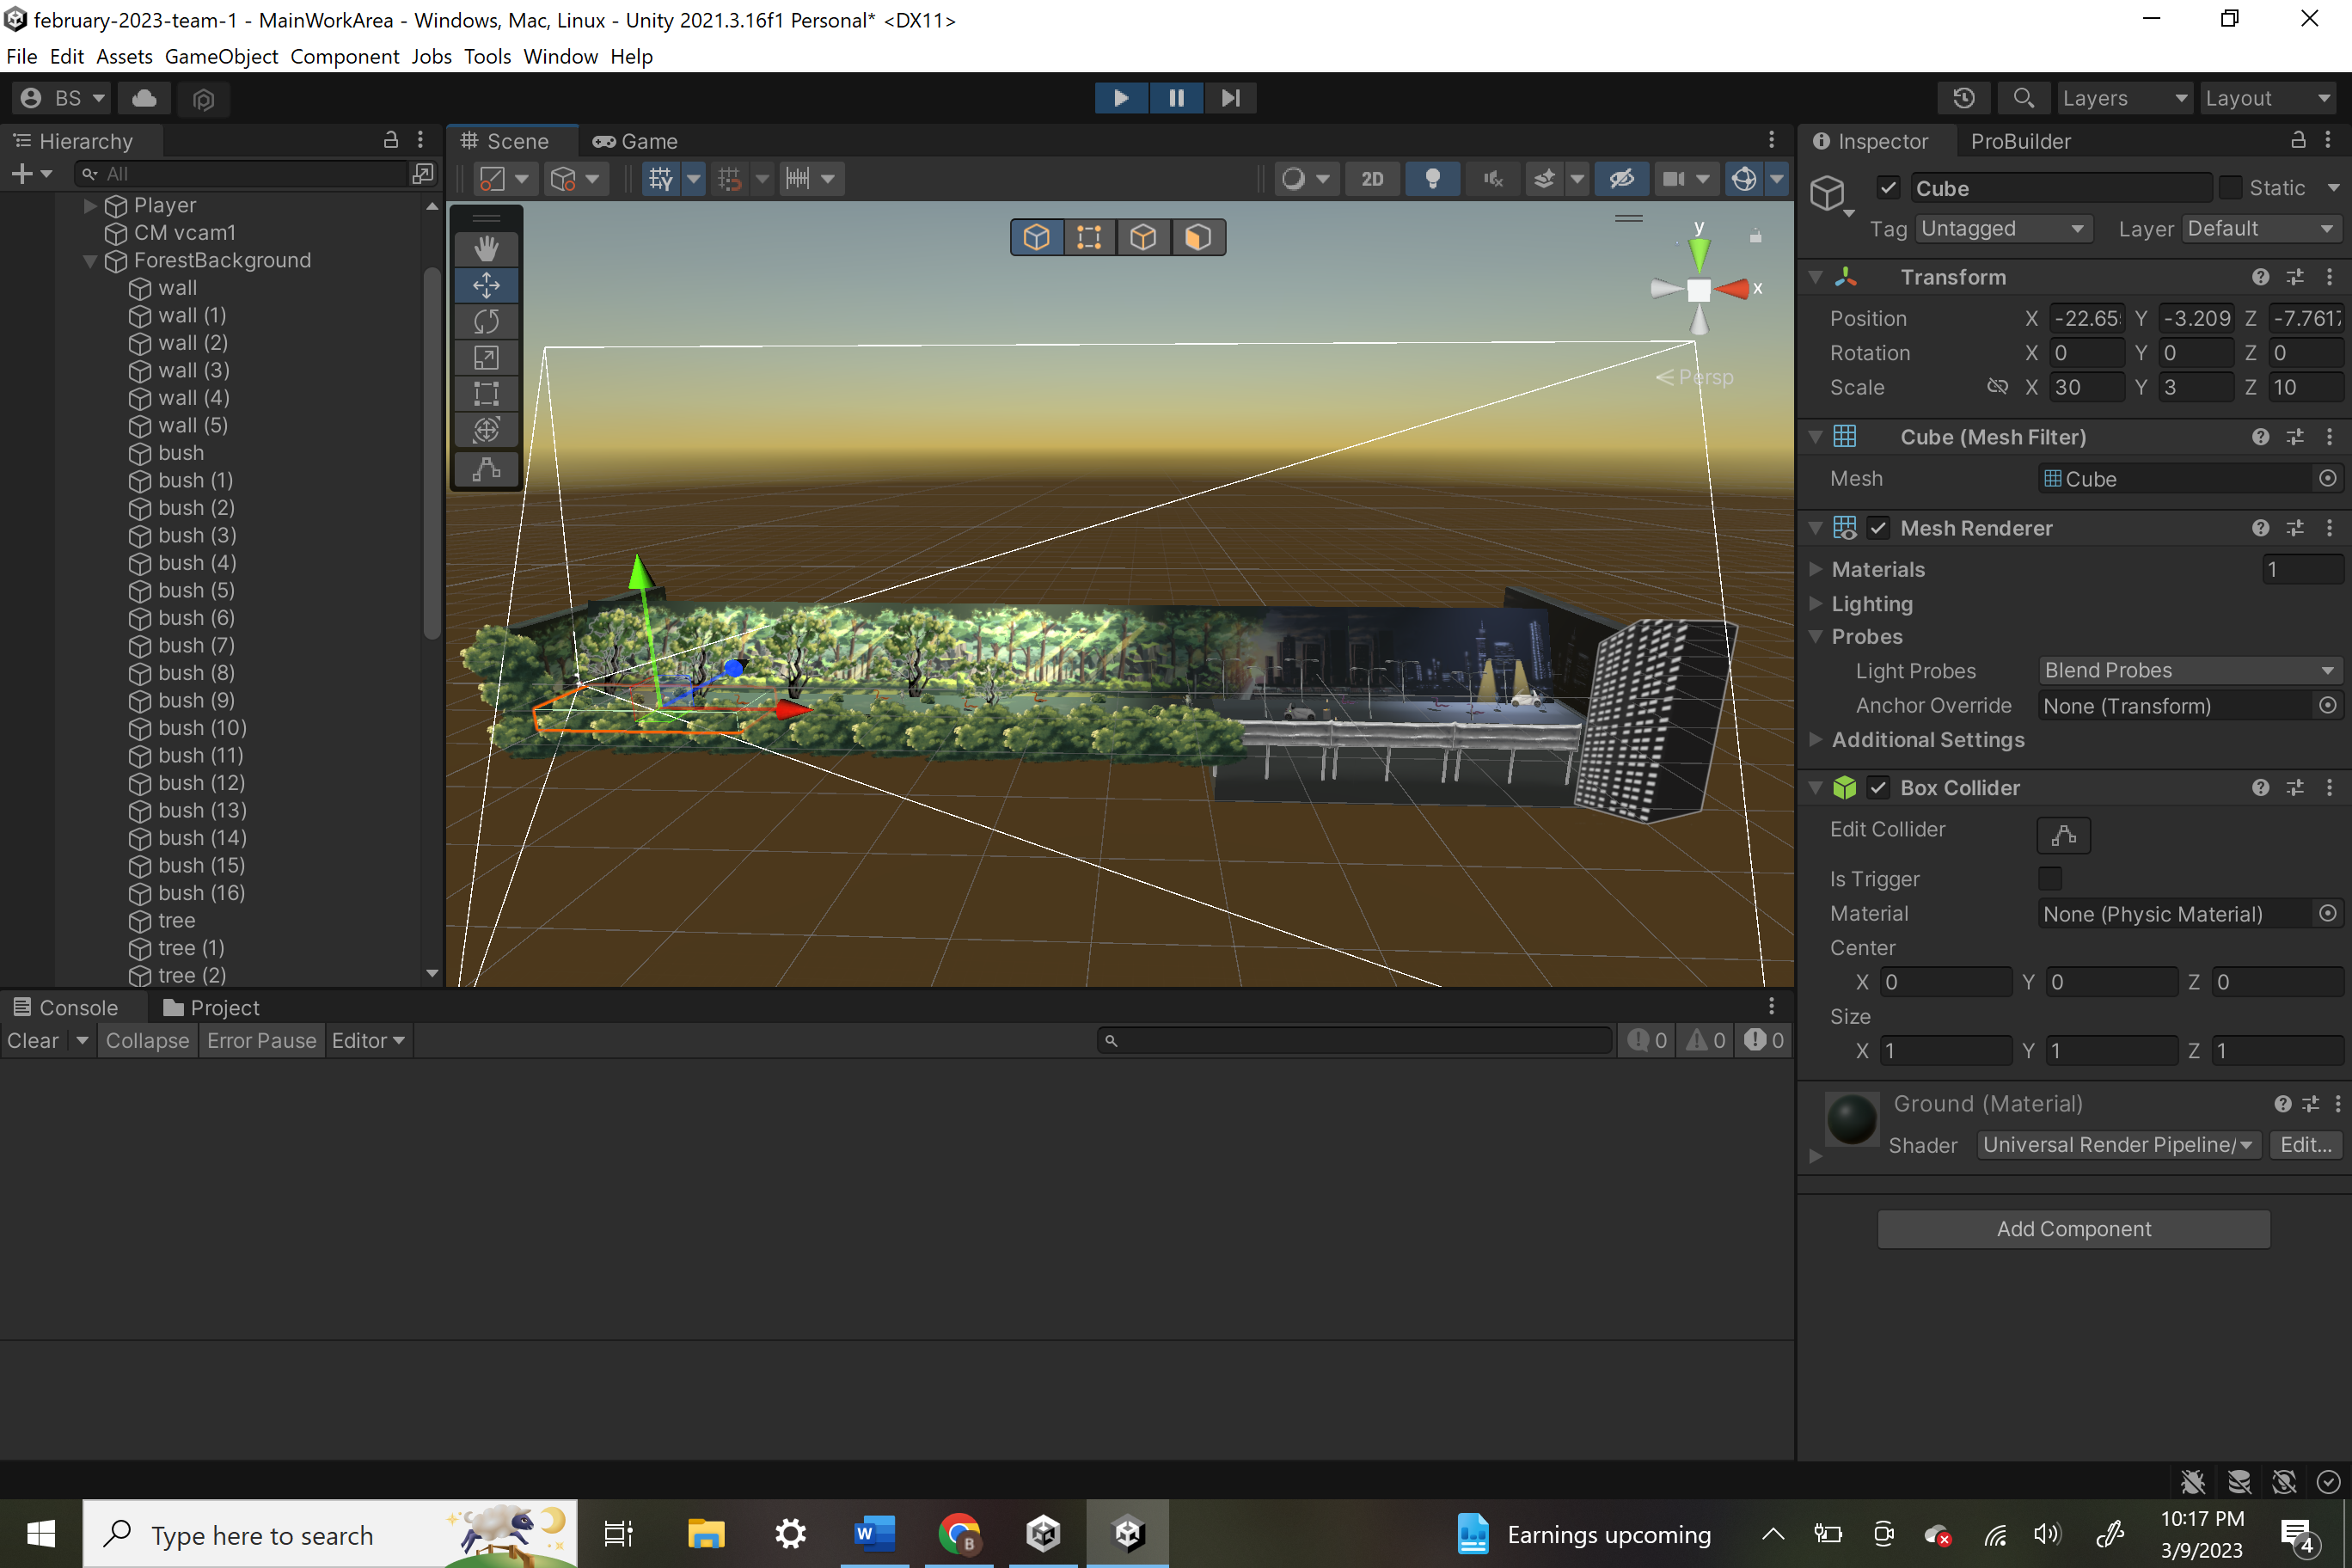 february-2023-team-1 - MainWorkArea - Windows, Mac, Linux - Unity 2021.3.16f1 Personal* <DX11>
File Edit Assets GameObject Component Jobs Tools Window Help
BS
Layers
Layout
Hierarchy
Scene
Game
Inspector
ProBuilder
All
2D
Player
CM vcam1
ForestBackground
wall
wall (1)
wall (2)
wall (3)
wall (4)
wall (5)
bush
bush (1)
bush (2)
bush (3)
bush (4)
bush (5)
bush (6)
bush (7)
bush (8)
bush (9)
bush (10)
bush (11)
bush (12)
bush (13)
bush (14)
bush (15)
bush (16)
tree
tree (1)
tree (2)
y
x
Persp
Cube
Static
Tag Untagged Layer Default
Transform
Position X -22.65 Y -3.209 Z -7.761
Rotation X 0 Y 0 Z 0
Scale X 30 Y 3 Z 10
Cube (Mesh Filter)
Mesh Cube
Mesh Renderer
Materials 1
Lighting
Probes
Light Probes Blend Probes
Anchor Override None (Transform)
Additional Settings
Box Collider
Edit Collider
Is Trigger
Material None (Physic Material)
Center
X 0 Y 0 Z 0
Size
X 1 Y 1 Z 1
Ground (Material)
Shader Universal Render Pipeline/ Edit...
Add Component
Console
Project
Clear Collapse Error Pause Editor
0 0 0
Type here to search
W
B
Earnings upcoming
10:17 PM
3/9/2023
4